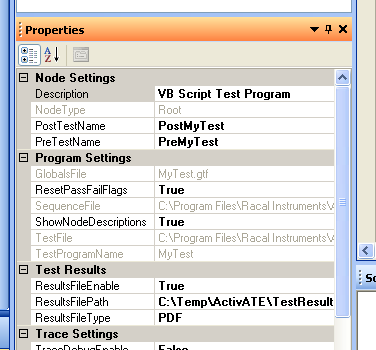 Properties
Node Settings
Description VB Script Test Program
NodeType Root
PostTestName PostMyTest
PreTestName PreMyTest
Program Settings
GlobalsFile MyTest.gtf
ResetPassFailFlags True
SequenceFile C:\Program Files\Racal Instruments\
ShowNodeDescriptions True
TestFile C:\Program Files\Racal Instruments\
TestProgramName MyTest
Test Results
ResultsFileEnable True
ResultsFilePath C:\Temp\ActivATE\TestResult
ResultsFileType PDF
Trace Settings
TraceDebugEnable False